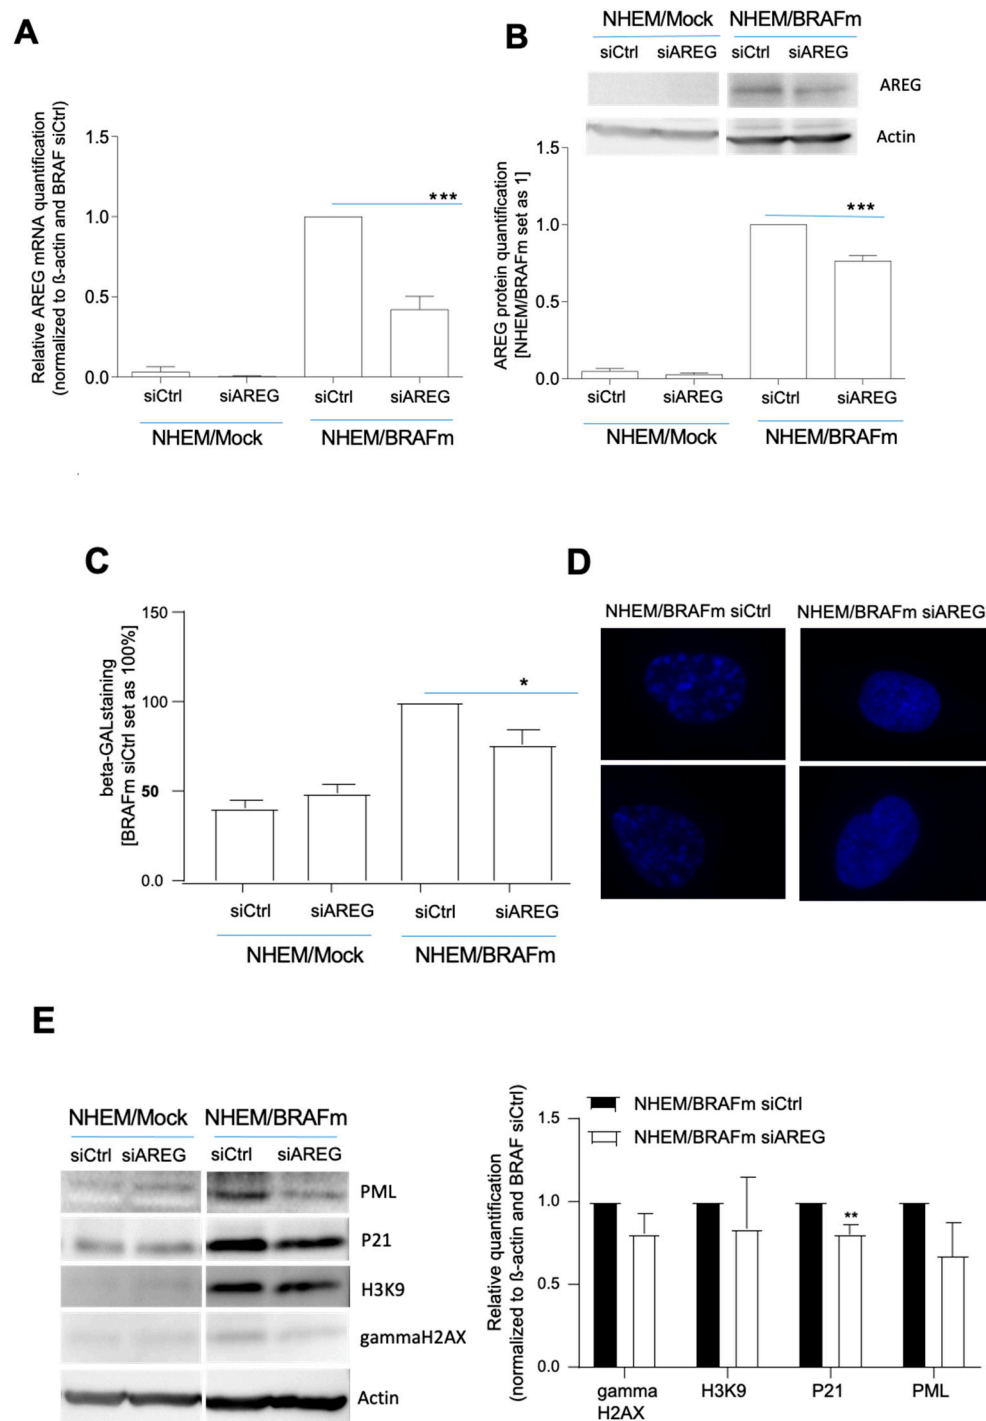 A
Relative AREG mRNA quantification
(normalized to ß-actin and BRAF siCtrl)
1.5
1.0
0.5
0.0
***
siCtrl
siAREG
siCtrl
siAREG
NHEM/Mock
NHEM/BRAFm
B
NHEM/Mock
NHEM/BRAFm
siCtrl
siAREG
siCtrl
siAREG
AREG
Actin
AREG protein quantification
[NHEM/BRAFm set as 1]
1.5
1.0
0.5
0.0
***
siCtrl
siAREG
siCtrl
siAREG
NHEM/Mock
NHEM/BRAFm
C
beta-GALstaining
[BRAFm siCtrl set as 100%]
150
100
50
0.0
*
siCtrl
siAREG
siCtrl
siAREG
NHEM/Mock
NHEM/BRAFm
D
NHEM/BRAFm siCtrl
NHEM/BRAFm siAREG
E
NHEM/Mock
NHEM/BRAFm
siCtrl
siAREG
siCtrl
siAREG
PML
P21
H3K9
gammaH2AX
Actin
Relative quantification
(normalized to ß-actin and BRAF siCtrl)
1.5
1.0
0.5
0.0
NHEM/BRAFm siCtrl
NHEM/BRAFm siAREG
**
gamma
H2AX
H3K9
P21
PML